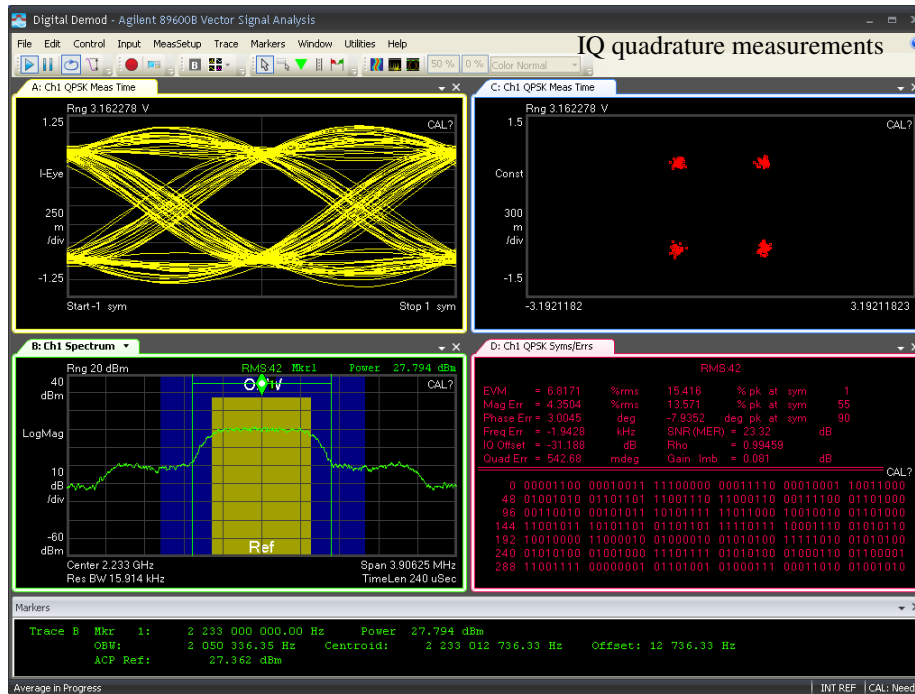 Digital Demod - Agilent 89600B Vector Signal Analysis
File Edit Control Input MeasSetup Trace Markers Window Utilities Help
IQ quadrature measurements
B 50 % 0 % Color Normal
A: Ch1 QPSK Meas Time
Rng 3.162278 V
1.25
CAL?
I-Eye
250
m
/div
-1.25
Start-1 sym Stop 1 sym
C: Ch1 QPSK Meas Time
Rng 3.162278 V
1.5
CAL?
Const
300
m
/div
-1.5
-3.1921182 3.19211823
B: Ch1 Spectrum
Rng 20 dBm RMS:42 Mkr1 Power 27.794 dBm
40
dBm
CAL?
LogMag
10
dB
/div
-60
dBm
Ref
Center 2.233 GHz Span 3.90625 MHz
Res BW 15.914 kHz TimeLen 240 uSec
D: Ch1 QPSK Syms/Errs
RMS:42
EVM = 6.8171 %rms 15.416 % pk at sym 1
Mag Err = 4.3504 %rms 13.571 % pk at sym 55
Phase Err = 3.0045 deg -7.9352 deg pk at sym 90
Freq Err = -1.9428 kHz SNR(MER) = 23.32 dB
IQ Offset = -31.188 dB Rho = 0.99459
Quad Err = 542.68 mdeg Gain Imb = 0.081 dB
CAL?
0 00001100 00010011 11100000 00011110 00010001 10011000
48 01001010 01101101 11001110 11000110 00111100 01101000
96 00110010 00101011 10101111 11011000 10010100 01101000
144 11001011 10101101 01101101 11110111 10001110 01010110
192 10010000 11000010 01000010 01010100 11111010 01010100
240 01010100 01001000 11101111 01010100 01000110 01100001
288 11001111 00000001 01101001 01000111 00011010 01001010
Markers
Trace B Mkr 1: 2 233 000 000.00 Hz Power 27.794 dBm
OBW: 2 050 336.35 Hz Centroid: 2 233 012 736.33 Hz Offset: 12 736.33 Hz
ACP Ref: 27.362 dBm
Average in Progress INT REF CAL: Need